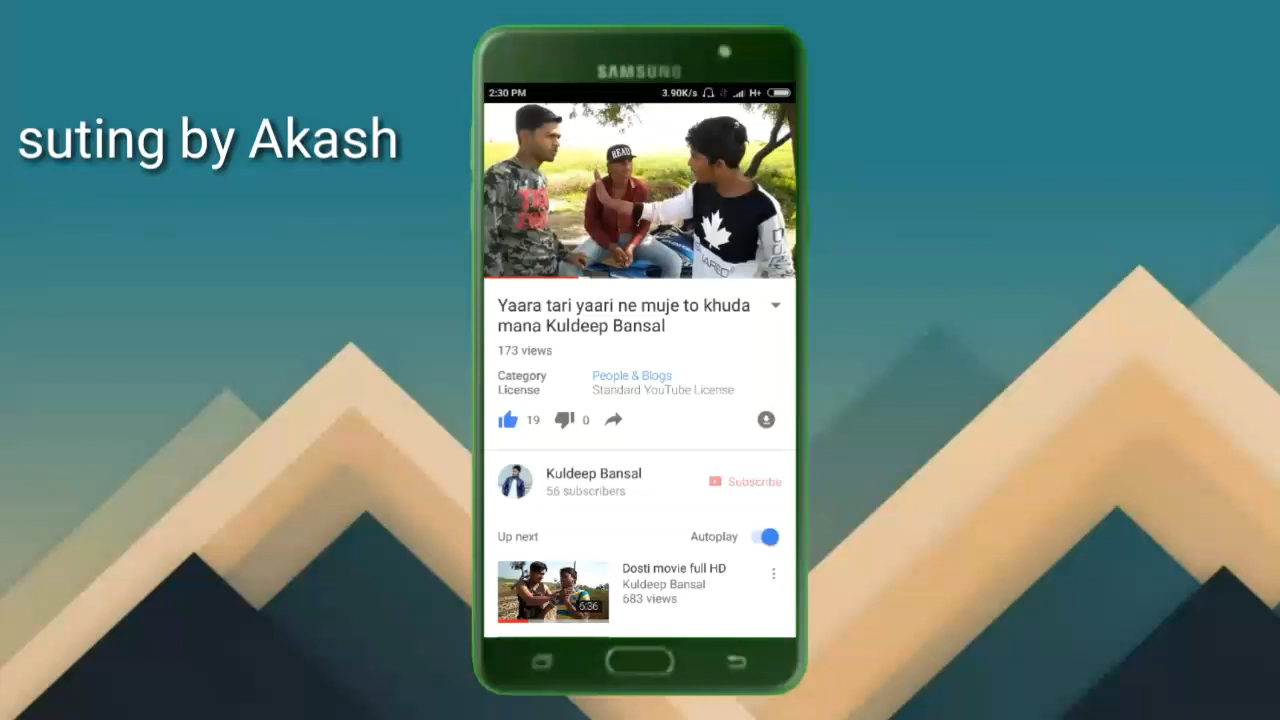 suting by Akash
SAMSUNG
2:30 PM 3.90K/s H+
READ
Yaara tari yaari ne muje to khuda
mana Kuldeep Bansal
173 views
Category People & Blogs
License Standard YouTube License
19 0
Kuldeep Bansal
56 subscribers
Subscribe
Up next Autoplay
Dosti movie full HD
Kuldeep Bansal
683 views
6:36